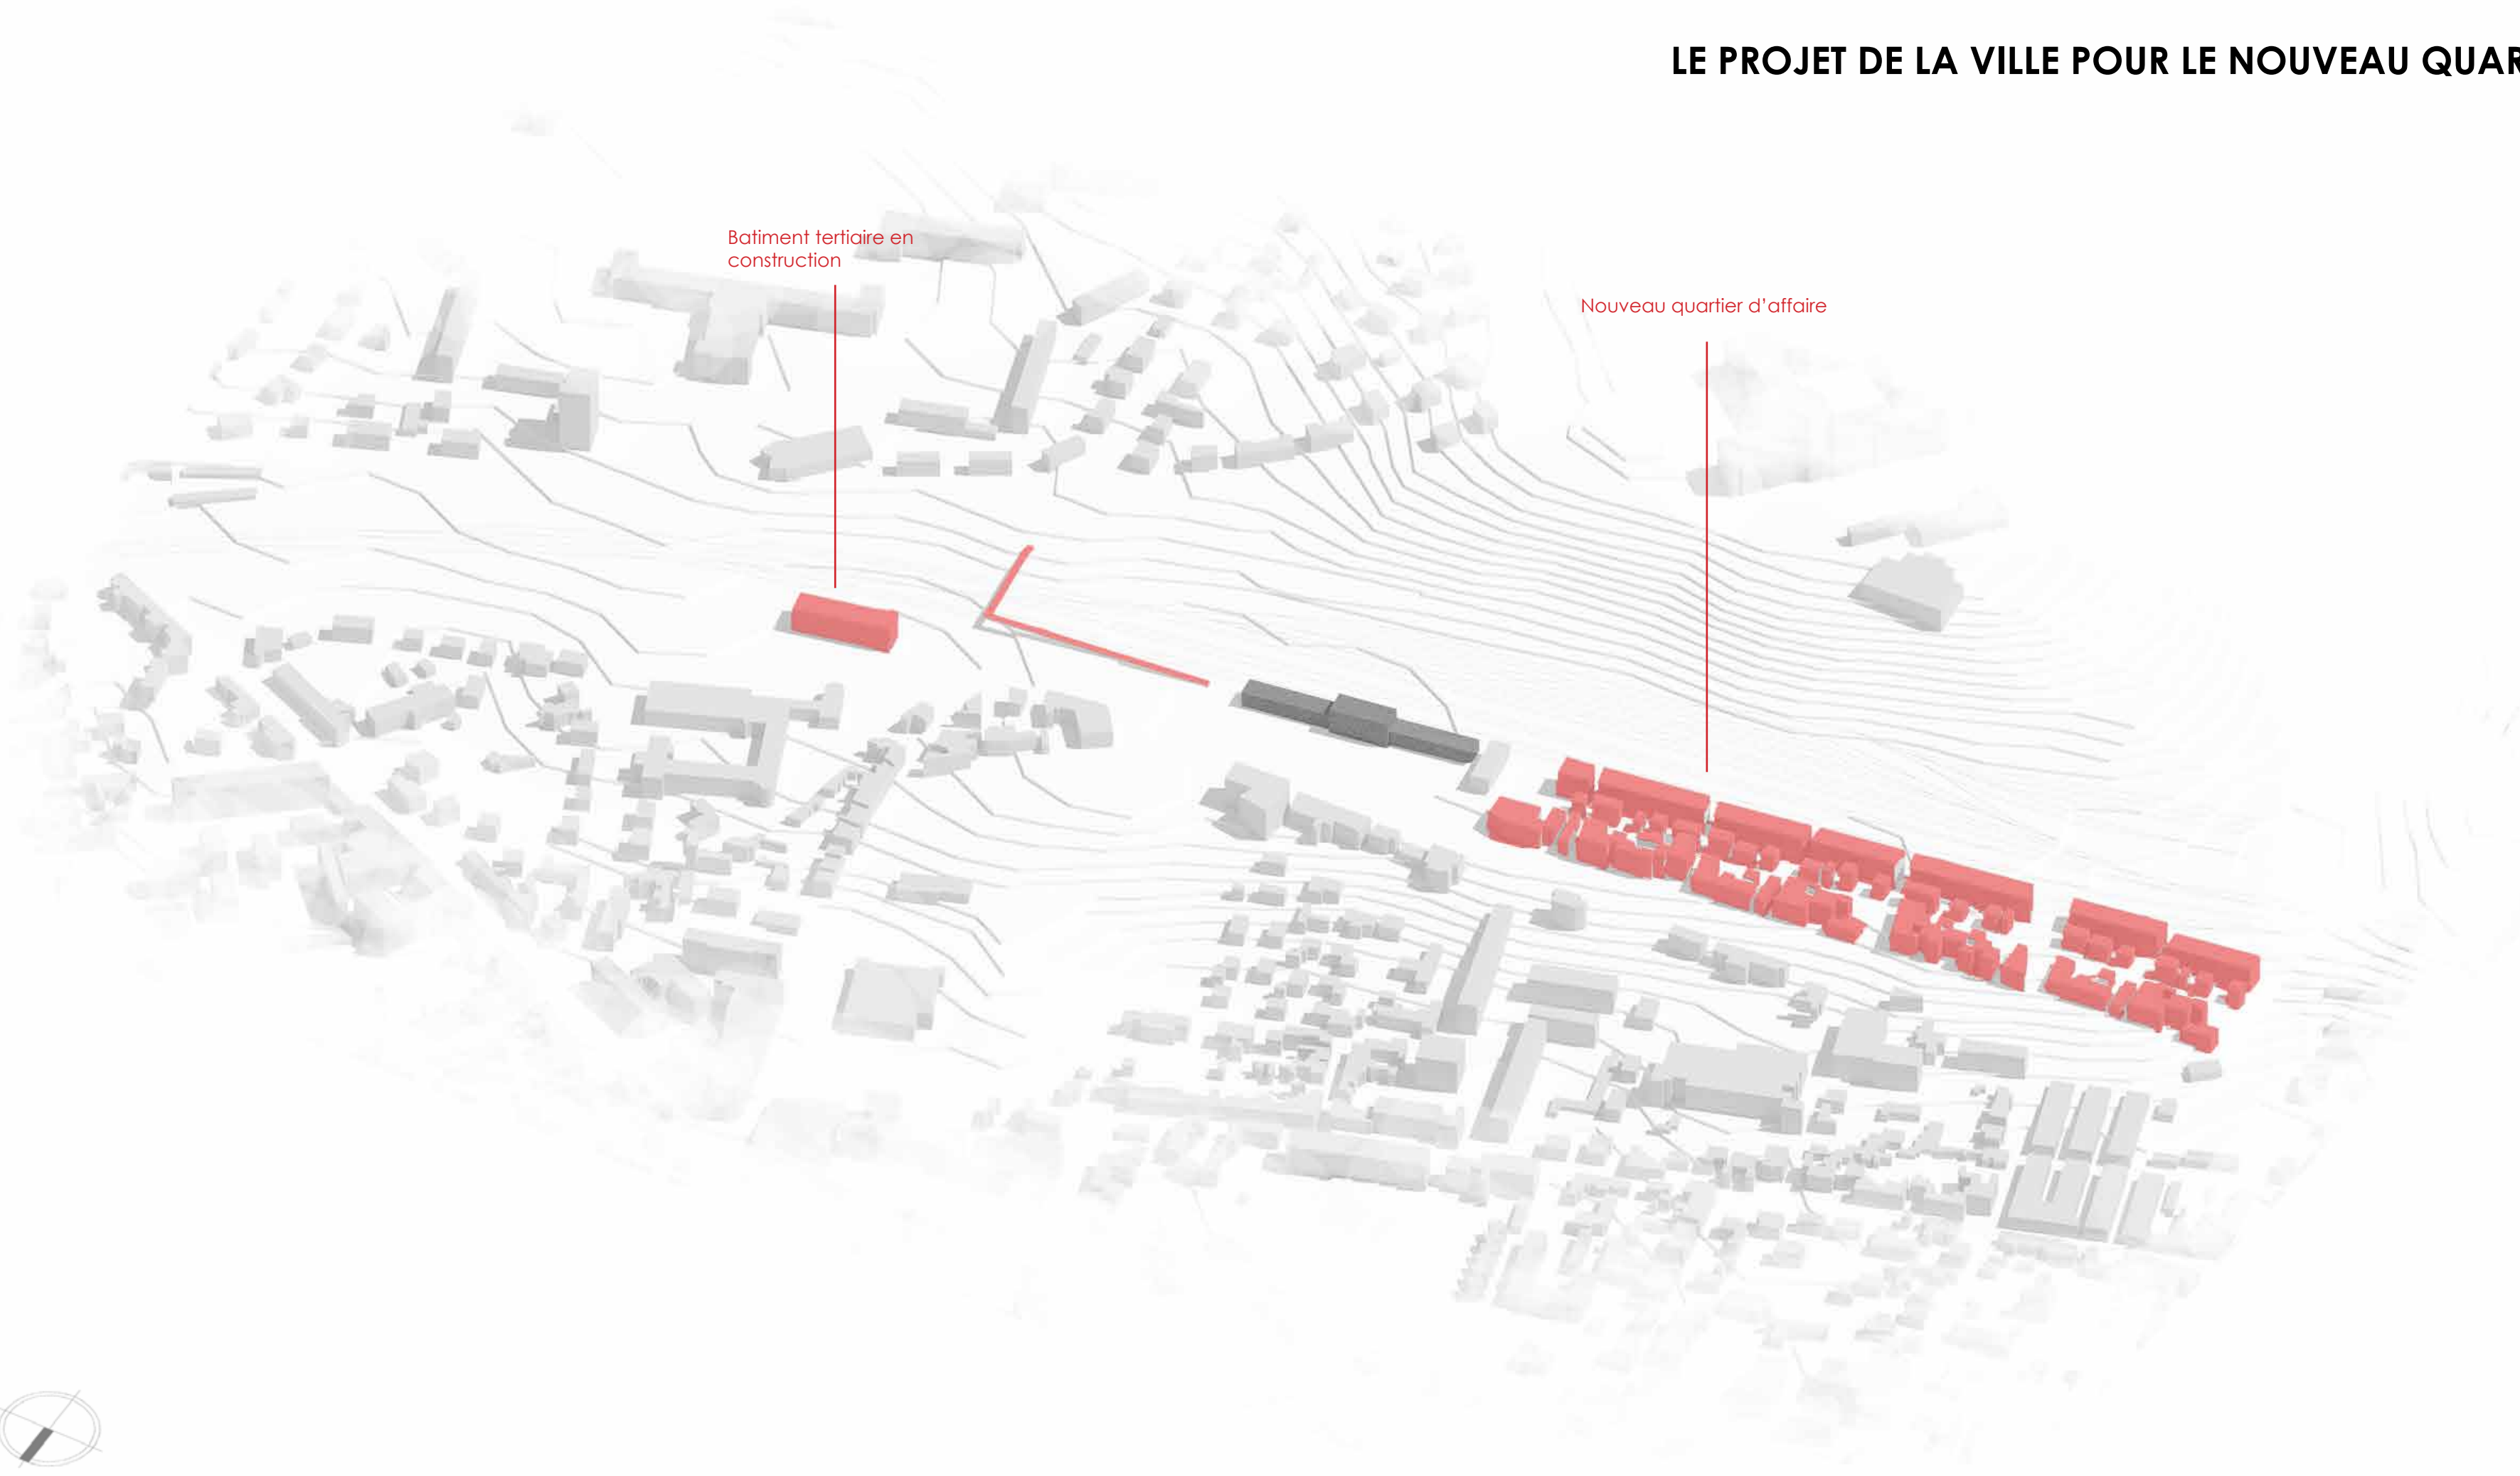 LE PROJET DE LA VILLE POUR LE NOUVEAU QUAR
Batiment tertiaire en
construction
Nouveau quartier d’affaire